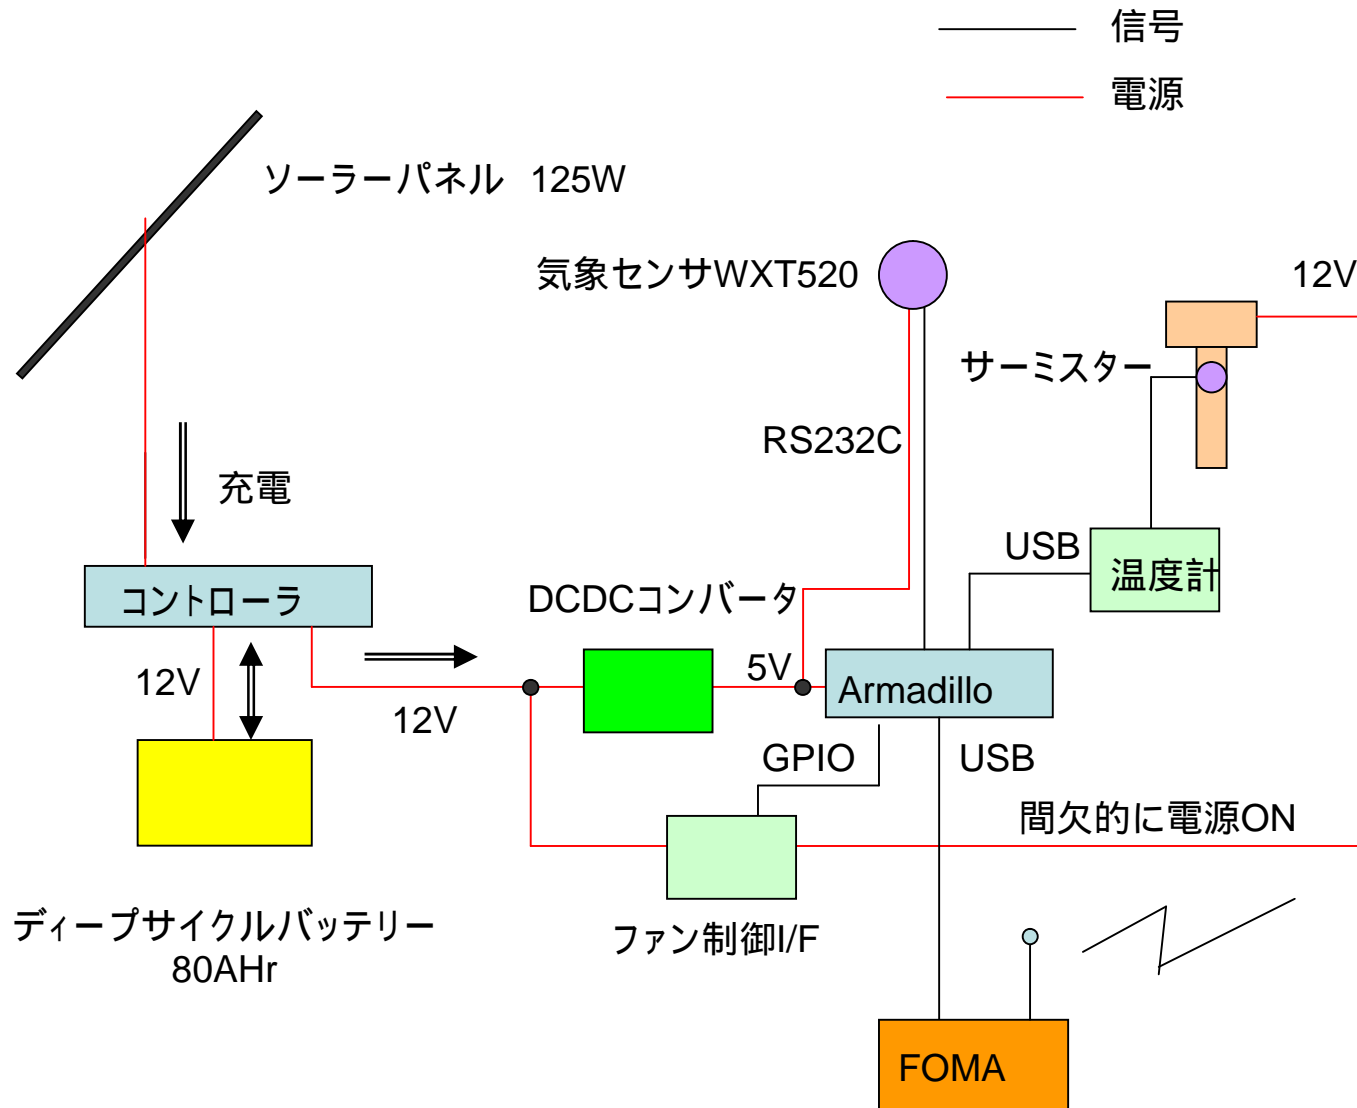 信号
電源
ソーラーパネル 125W
気象センサWXT520
12V
サーミスター
RS232C
充電
USB
温度計
コントローラ
DCDCコンバータ
12V
5V
Armadillo
12V
GPIO
USB
間欠的に電源ON
ディープサイクルバッテリー
80AHr
ファン制御I/F
FOMA